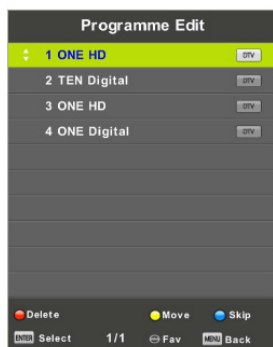 Programme Edit
1 ONE HD DTV
2 TEN Digital DTV
3 ONE HD DTV
4 ONE Digital DTV
Delete Move Skip
ENTER Select 1/1 Fav MENU Back